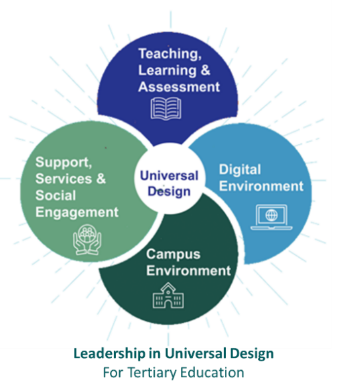 Teaching,
Learning &
Assessment
Support,
Services &
Social
Engagement
Universal
Design
Digital
Environment
Campus
Environment
Leadership in Universal Design
For Tertiary Education